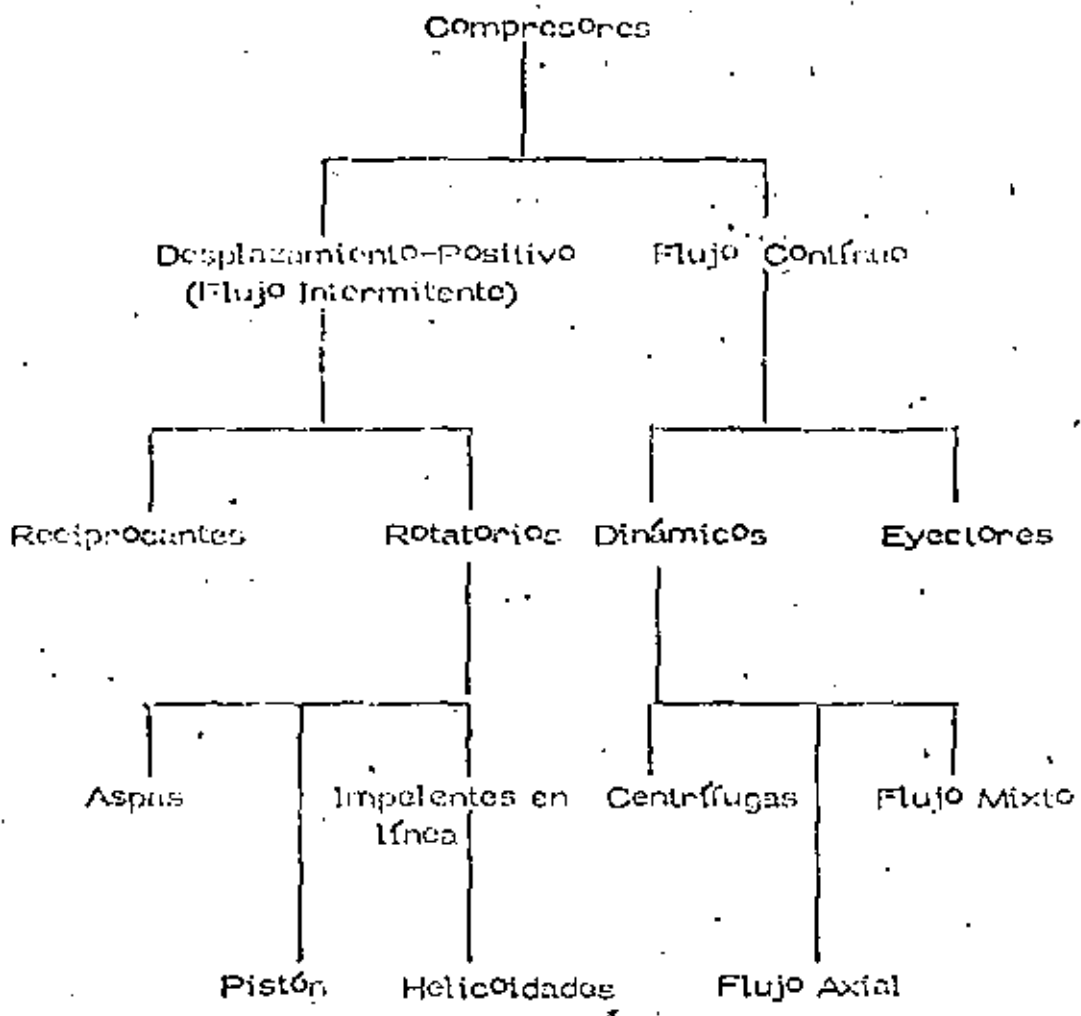 Compresores
Desplazamiento-Positivo
(Flujo Intermitente)
Flujo Contínuo
Reciprocantes
Rotatorios
Dinámicos
Eyectores
Aspas
Impelentes en
línea
Centrífugas
Flujo Mixto
Pistón
Helicoidades
Flujo Axial